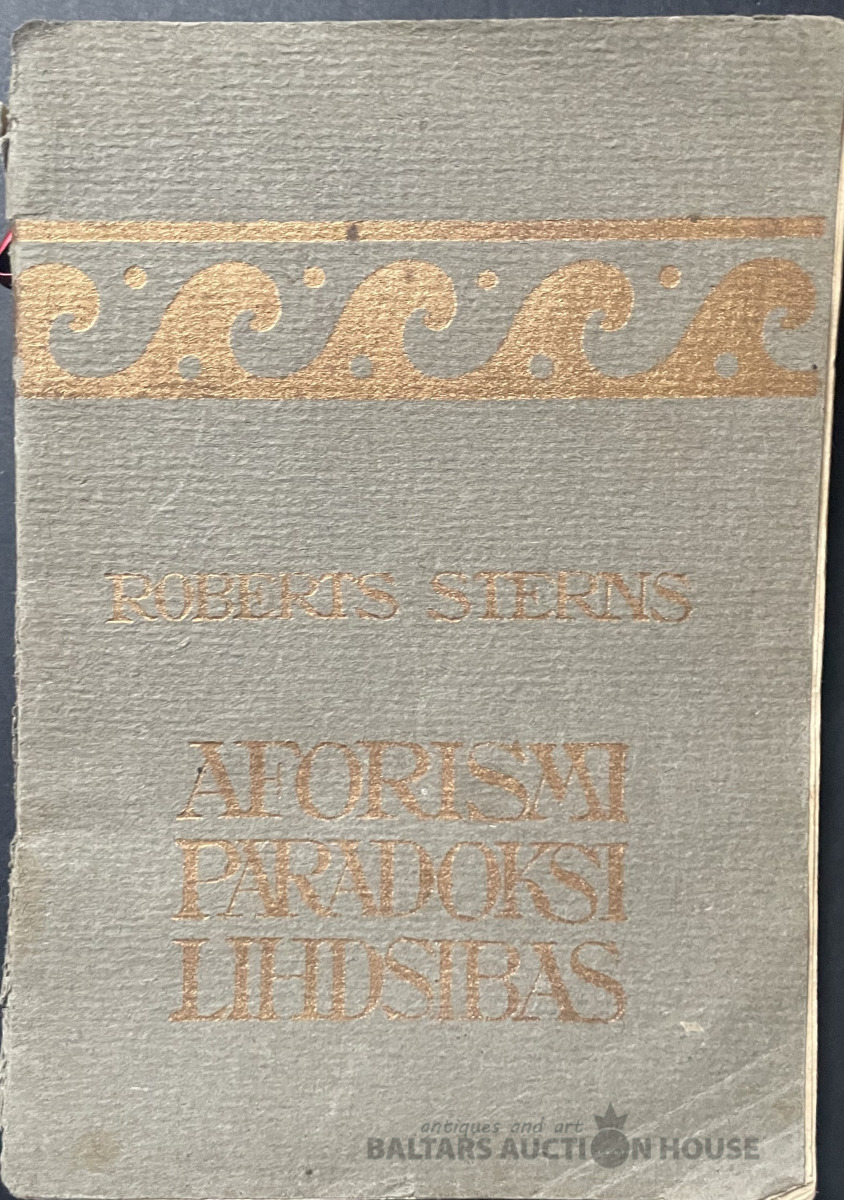 ROBERTS STERNS
AFORISMI
PARADOKSI
LIHDSIBAS
antiques and art
BALTARS AUCTION HOUSE